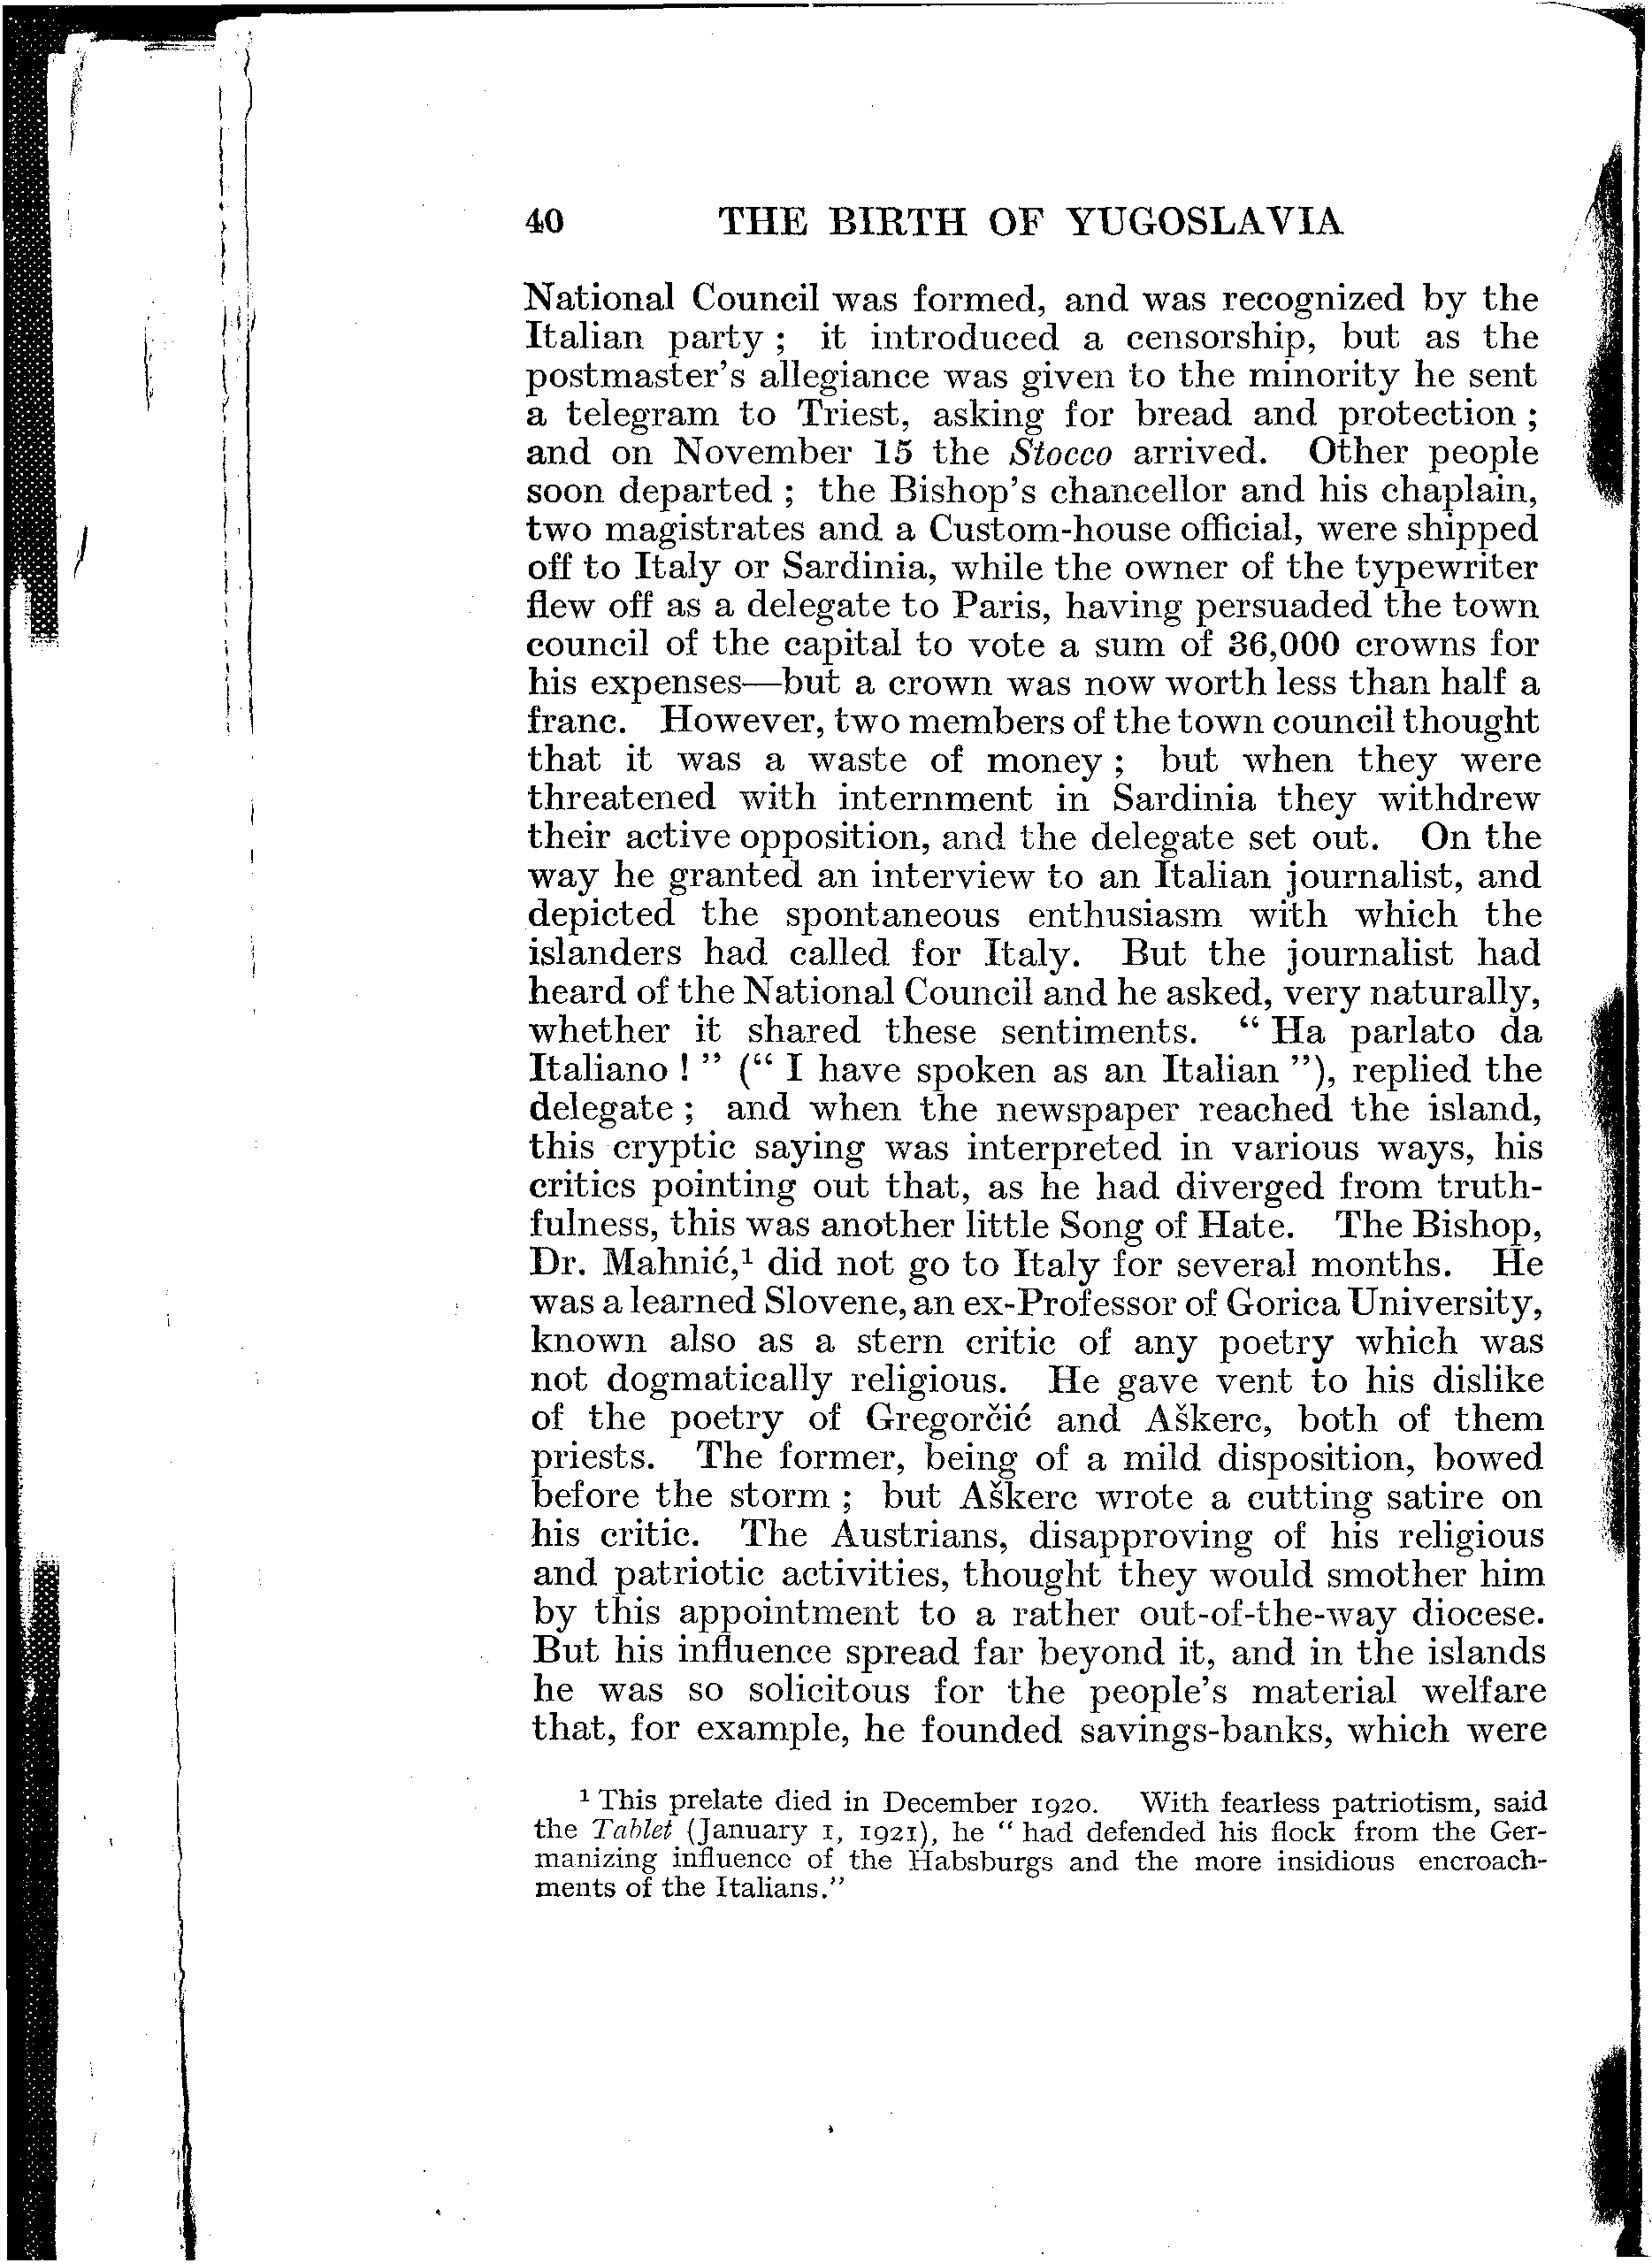 40 THE BIRTH OF YUGOSLAVIA
National Council was formed, and was recognized by the
Italian party ; it introduced a censorship, but as the
postmaster's allegiance was given to the minority he sent
a telegram to Triest, asking for bread and protection ;
and on November 15 the Stocco arrived. Other people
soon departed ; the Bishop's chancellor and his chaplain,
two magistrates and a Custom-house official, were shipped
off to Italy or Sardinia, while the owner of the typewriter
flew off as a delegate to Paris, having persuaded the town
council of the capital to vote a sum of 36,000 crowns for
his expenses—but a crown was now worth less than half a
franc. However, two members of the town council thought
that it was a waste of money ; but when they were
threatened with internment in Sardinia they withdrew
their active opposition, and the delegate set out. On the
way he granted an interview to an Italian journalist, and
depicted the spontaneous enthusiasm with which the
islanders had called for Italy. But the journalist had
heard of the National Council and he asked, very naturally,
whether it shared these sentiments. “ Ha parlato da
Italiano ! ” (“ I have spoken as an Italian ”), replied the
delegate ; and when the newspaper reached the island,
this cryptic saying was interpreted in various ways, his
critics pointing out that, as he had diverged from truth-
fulness, this was another little Song of Hate. The Bishop,
Dr. Mahnić,¹ did not go to Italy for several months. He
was a learned Slovene, an ex-Professor of Gorica University,
known also as a stern critic of any poetry which was
not dogmatically religious. He gave vent to his dislike
of the poetry of Gregorčić and Aškerc, both of them
priests. The former, being of a mild disposition, bowed
before the storm ; but Aškerc wrote a cutting satire on
his critic. The Austrians, disapproving of his religious
and patriotic activities, thought they would smother him
by this appointment to a rather out-of-the-way diocese.
But his influence spread far beyond it, and in the islands
he was so solicitous for the people's material welfare
that, for example, he founded savings-banks, which were
¹ This prelate died in December 1920. With fearless patriotism, said
the Tablet (January 1, 1921), he “ had defended his flock from the Ger-
manizing influence of the Habsburgs and the more insidious encroach-
ments of the Italians.”